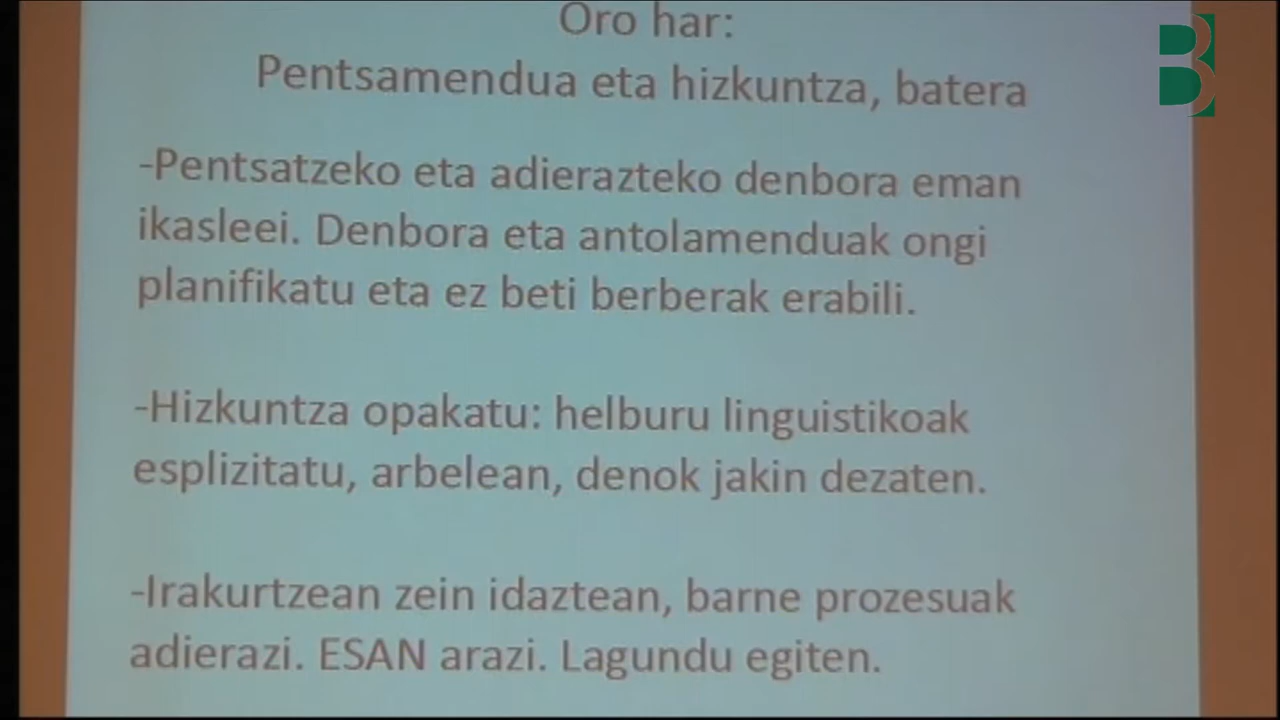 Oro har:
Pentsamendua eta hizkuntza, batera
-Pentsatzeko eta adierazteko denbora eman
ikasleei. Denbora eta antolamenduak ongi
planifikatu eta ez beti berberak erabili.
-Hizkuntza opakatu: helburu linguistikoak
esplizitatu, arbelean, denok jakin dezaten.
-Irakurtzean zein idaztean, barne prozesuak
adierazi. ESAN arazi. Lagundu egiten.
B